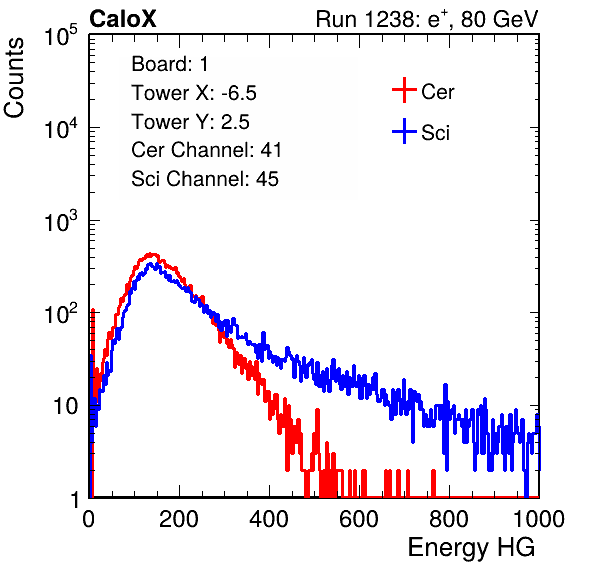 CaloX Run 1238: e⁺, 80 GeV
Counts
Board: 1
Tower X: -6.5
Tower Y: 2.5
Cer Channel: 41
Sci Channel: 45
Cer
Sci
10⁵
10⁴
10³
10²
10
1
0 200 400 600 800 1000
Energy HG